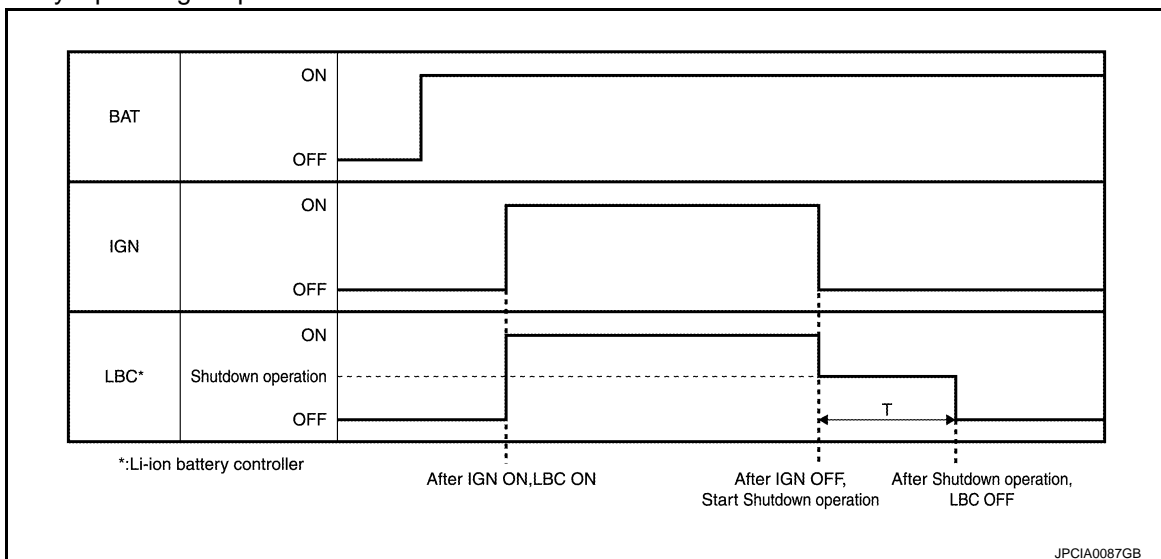 ON
BAT
OFF
ON
IGN
OFF
ON
LBC* Shutdown operation
OFF
T
*:Li-ion battery controller
After IGN ON,LBC ON
After IGN OFF,
Start Shutdown operation
After Shutdown operation,
LBC OFF
JPCIA0087GB